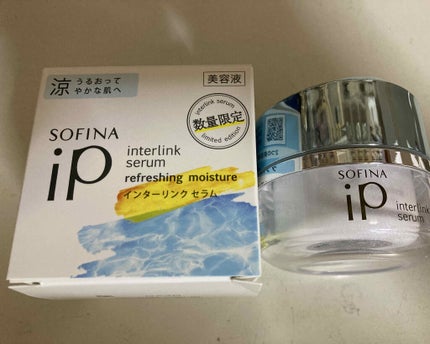 涼 うるおって
やかな肌へ
美容液
interlink serum
数量限定
limited edition
SOFINA
iP
interlink
serum
refreshing moisture
インターリンク セラム
SOFINA
iP
interlink
serum